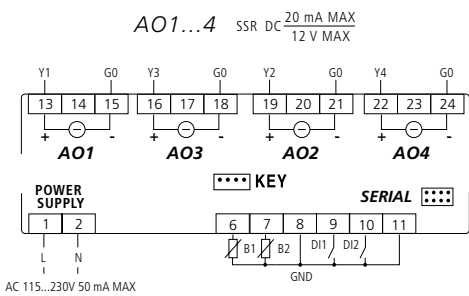 AO1...4 SSR DC 20 mA MAX
12 V MAX
Y1 G0 Y3 G0 Y2 G0 Y4 G0
13 14 15 16 17 18 19 20 21 22 23 24
+ - + - + - + -
AO1 AO3 AO2 AO4
KEY
POWER
SUPPLY
SERIAL
1 2 6 7 8 9 10 11
L N B1 B2 DI1 DI2
GND
AC 115...230V 50 mA MAX